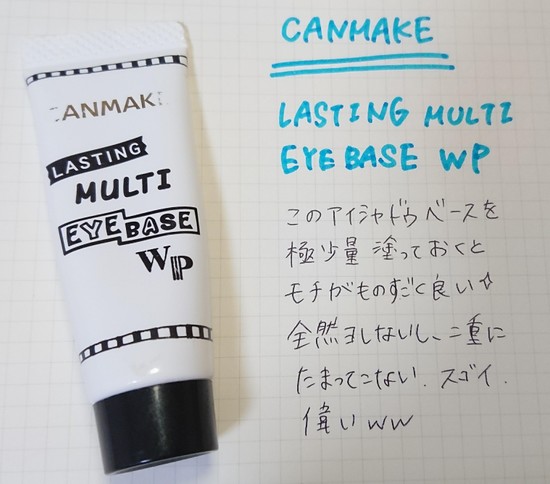 CANMAKE
LASTING
MULTI
EYE BASE
WP
CANMAKE
LASTING MULTI
EYE BASE WP
このアイシャドウベースを
極少量 塗っておくと
モチがものすごく良い☆
全然ヨレないし、二重に
たまってこない。スゴイ。
偉いww